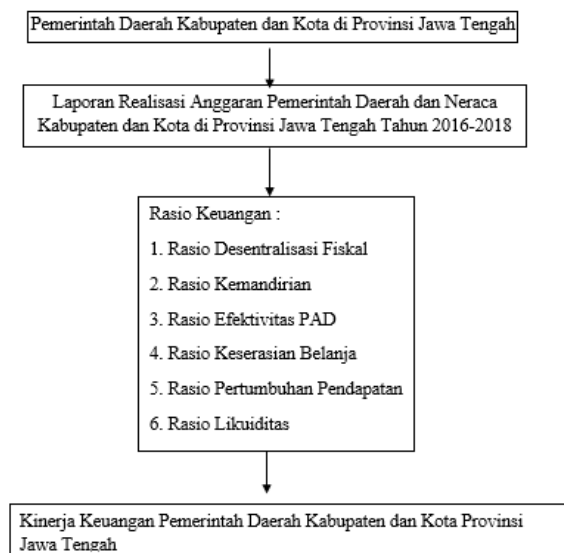 Pemerintah Daerah Kabupaten dan Kota di Provinsi Jawa Tengah
Laporan Realisasi Anggaran Pemerintah Daerah dan Neraca
Kabupaten dan Kota di Provinsi Jawa Tengah Tahun 2016-2018
Rasio Keuangan :
1. Rasio Desentralisasi Fiskal
2. Rasio Kemandirian
3. Rasio Efektivitas PAD
4. Rasio Keserasian Belanja
5. Rasio Pertumbuhan Pendapatan
6. Rasio Likuiditas
Kinerja Keuangan Pemerintah Daerah Kabupaten dan Kota Provinsi
Jawa Tengah